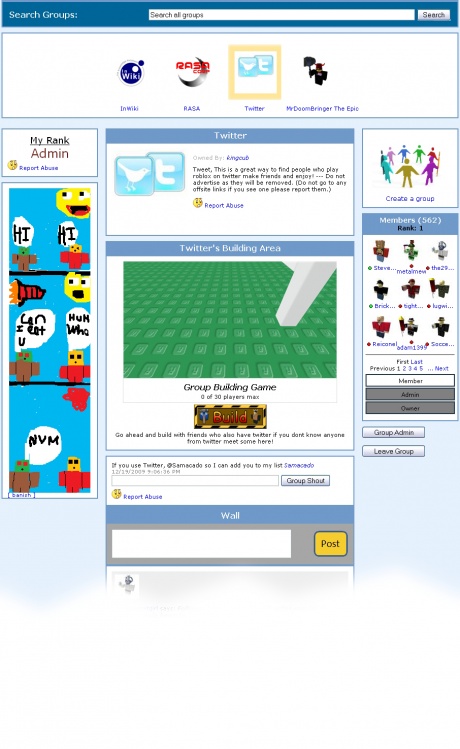 Search Groups:
Search all groups
Search
InWiki
RASA
Twitter
MrDoomBringer The Epic
My Rank
Admin
Report Abuse
HI HI
Can I eat U
HUH Who
NVM
banish
Twitter
Owned By: kingcub
Tweet, This is a great way to find people who play
roblox on twitter make friends and enjoy! --- Do not
advertise as they will be removed. (Do not go to any
offsite links if you see one please report them.)
Report Abuse
Twitter's Building Area
Group Building Game
0 of 30 players max
Build
Go ahead and build with friends who also have twitter if you dont know anyone
from twitter meet some here!
If you use Twitter, @Samacado so I can add you to my list Samacado
12/19/2009 9:06:36 PM
Group Shout
Report Abuse
Wall
Post
Create a group
Members (562)
Rank: 1
Steve... metalmew the29...
Brick... tight... lugwi...
Reiconel adam1399 Socce...
First Last
Previous 1 2 3 4 5 ... Next
Member
Admin
Owner
Group Admin
Leave Group